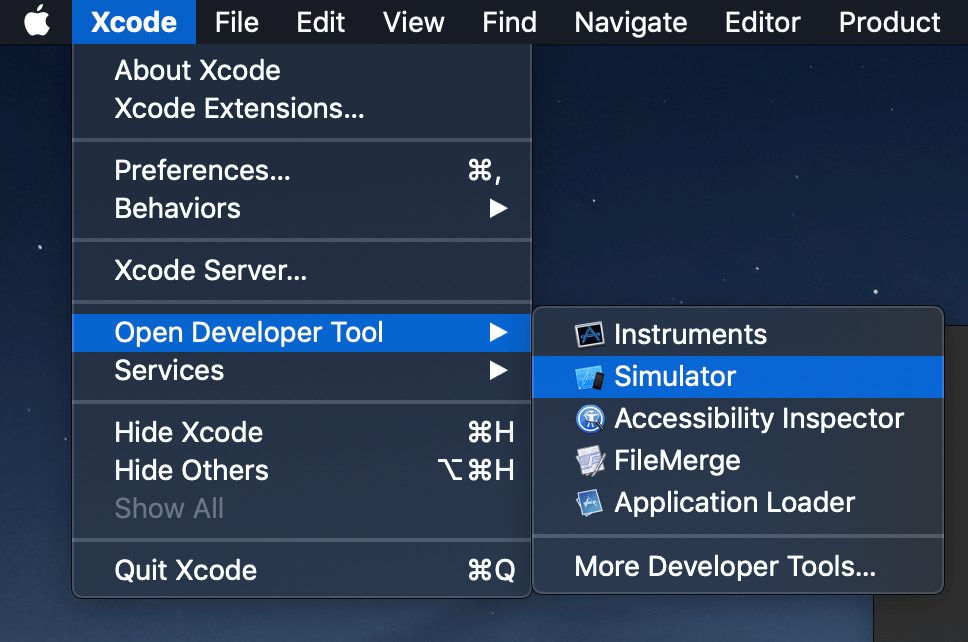 Xcode File Edit View Find Navigate Editor Product
About Xcode
Xcode Extensions...
Preferences... ⌘,
Behaviors ▶
Xcode Server...
Open Developer Tool ▶
Services ▶
Hide Xcode ⌘H
Hide Others ⌥⌘H
Show All
Quit Xcode ⌘Q
Instruments
Simulator
Accessibility Inspector
FileMerge
Application Loader
More Developer Tools...